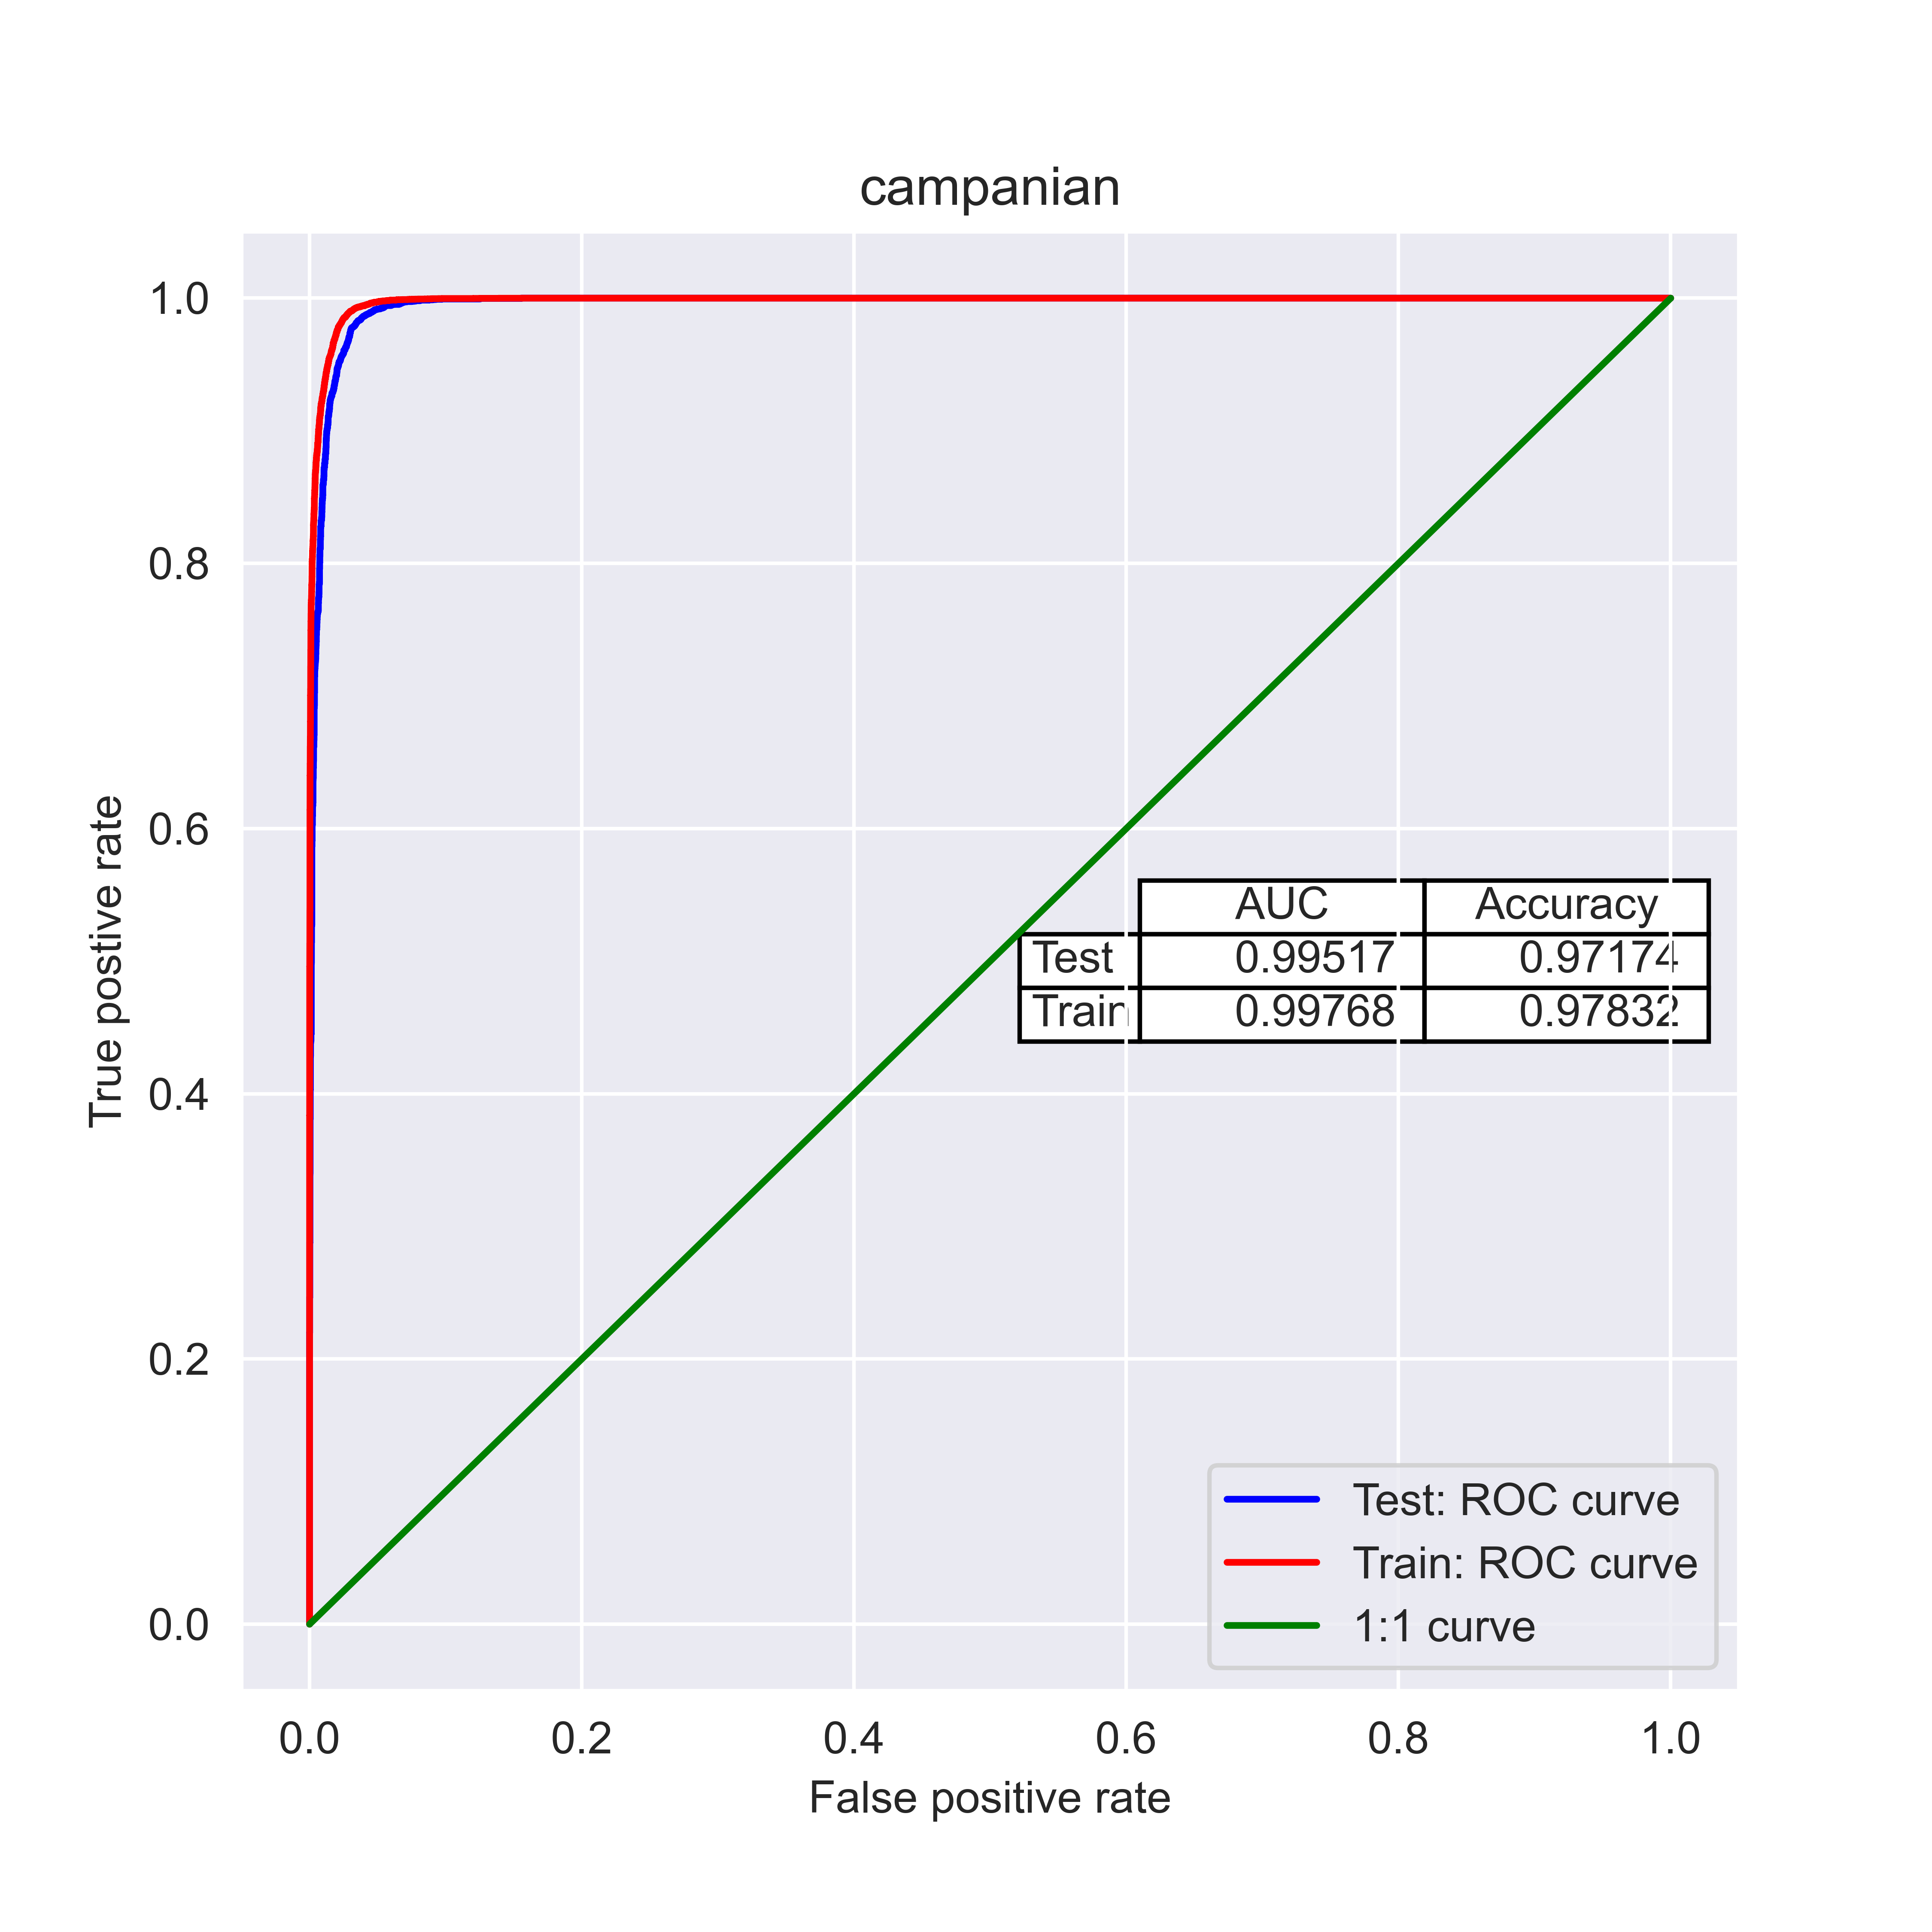 campanian
1.0
0.8
0.6
0.4
0.2
0.0
True postive rate
AUC Accuracy
Test 0.99517 0.97174
Train 0.99768 0.97832
Test: ROC curve
Train: ROC curve
1:1 curve
0.0 0.2 0.4 0.6 0.8 1.0
False positive rate